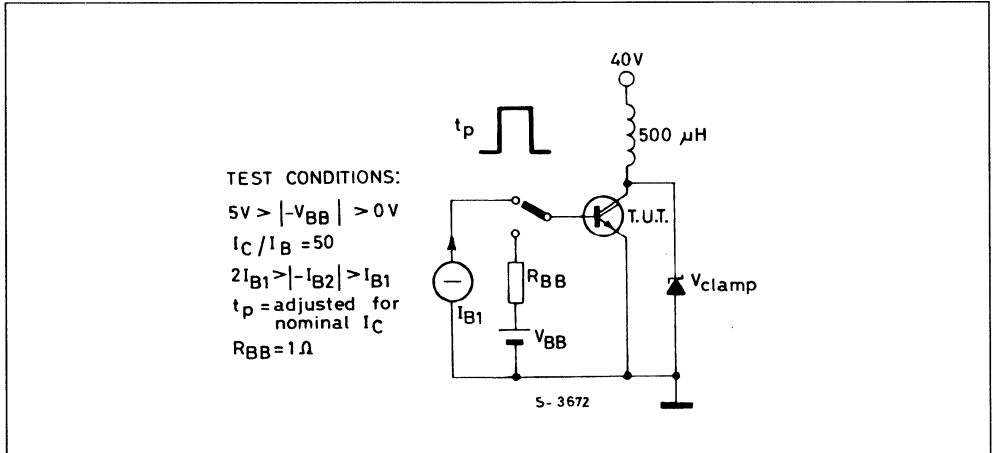 40V
tp
500 μH
TEST CONDITIONS:
5V > |-VBB| > 0V
IC/IB = 50
2IB1 > |-IB2| > IB1
tp = adjusted for
nominal IC
RBB = 1Ω
T.U.T.
RBB
Vclamp
IB1
VBB
S- 3672